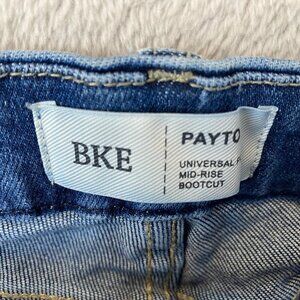 BKE
PAYTO
UNIVERSAL F
MID-RISE
BOOTCUT